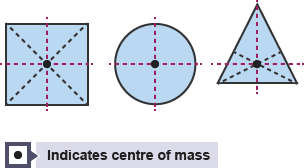 Indicates centre of mass